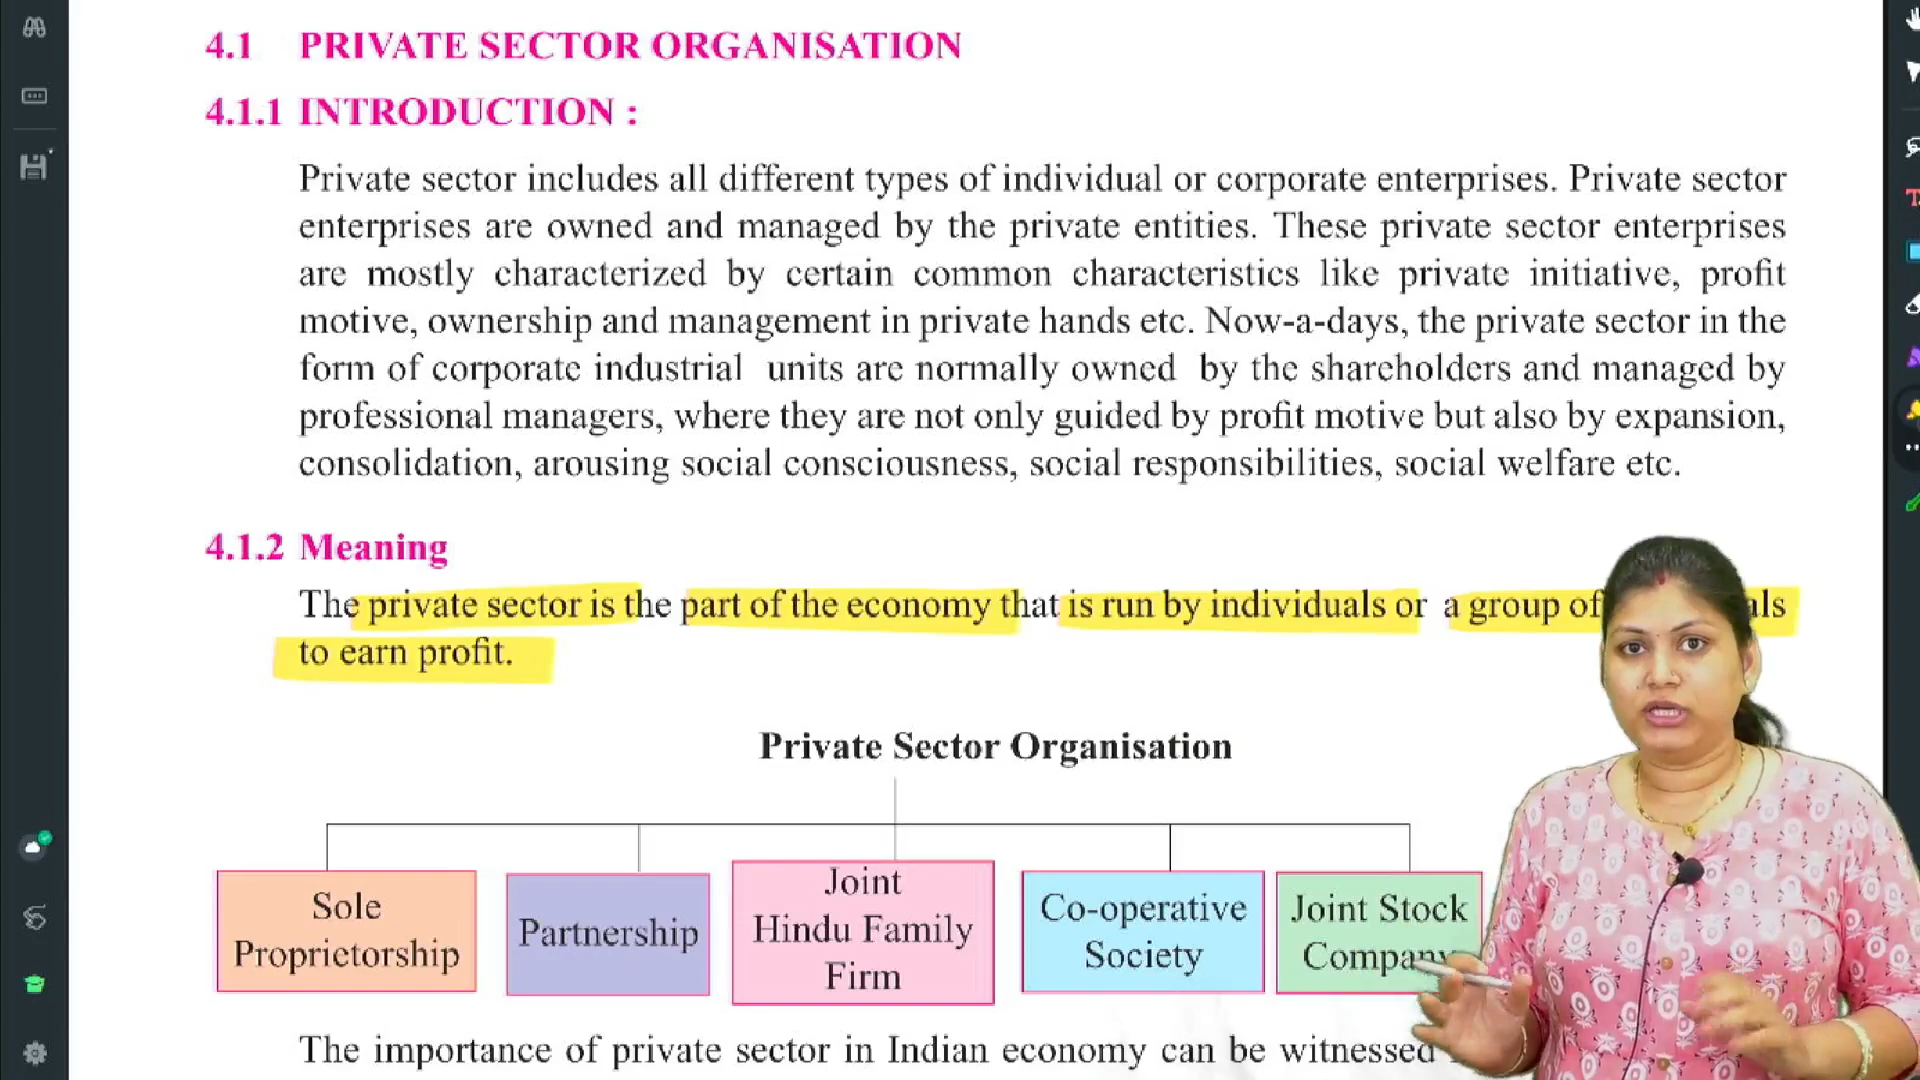 4.1 PRIVATE SECTOR ORGANISATION
4.1.1 INTRODUCTION :
Private sector includes all different types of individual or corporate enterprises. Private sector
enterprises are owned and managed by the private entities. These private sector enterprises
are mostly characterized by certain common characteristics like private initiative, profit
motive, ownership and management in private hands etc. Now-a-days, the private sector in the
form of corporate industrial units are normally owned by the shareholders and managed by
professional managers, where they are not only guided by profit motive but also by expansion,
consolidation, arousing social consciousness, social responsibilities, social welfare etc.
4.1.2 Meaning
The private sector is the part of the economy that is run by individuals or a group of
to earn profit.
Private Sector Organisation
Sole
Proprietorship
Partnership
Joint
Hindu Family
Firm
Co-operative
Society
Joint Stock
Company
The importance of private sector in Indian economy can be witnessed